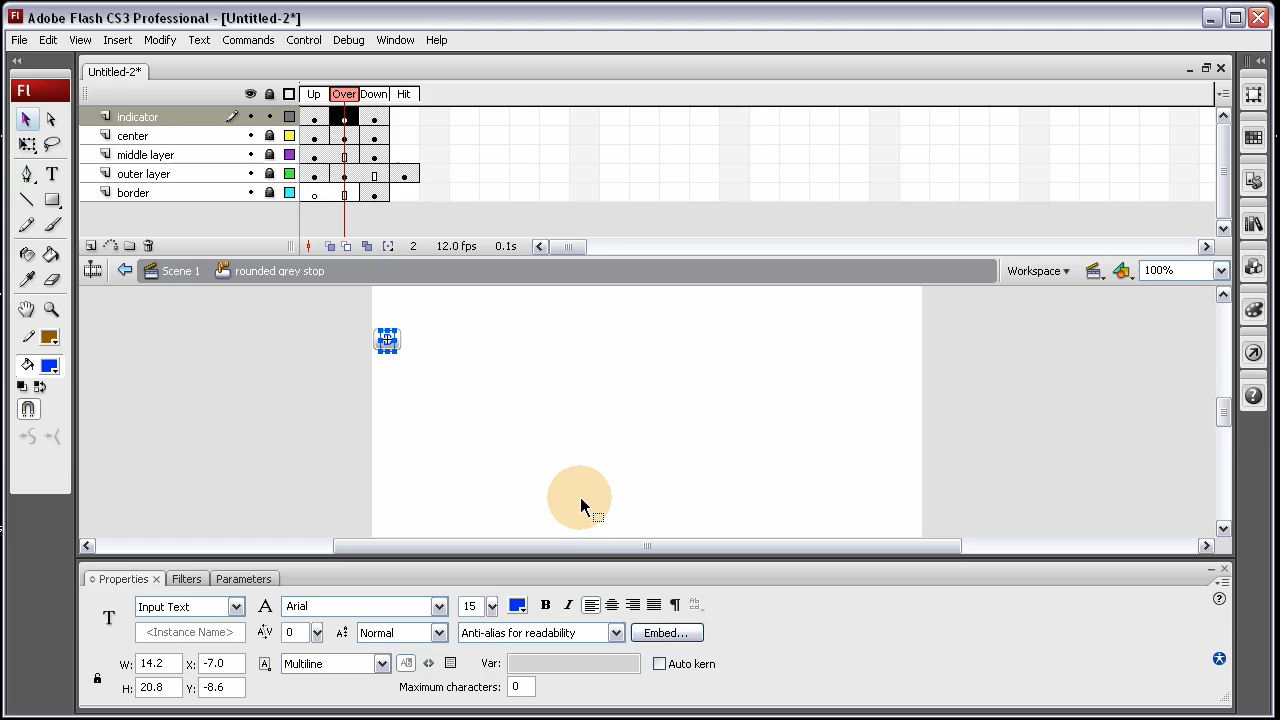 Adobe Flash CS3 Professional - [Untitled-2*]
File Edit View Insert Modify Text Commands Control Debug Window Help
Untitled-2*
Fl
Up Over Down Hit
indicator
center
middle layer
outer layer
border
2 12.0 fps 0.1s
Scene 1 rounded grey stop Workspace 100%
Properties Filters Parameters
T Input Text A Arial 15 B I
<Instance Name> A/V 0 Normal Anti-alias for readability Embed...
W: 14.2 X: -7.0 Multiline Var: Auto kern
H: 20.8 Y: -8.6 Maximum characters: 0